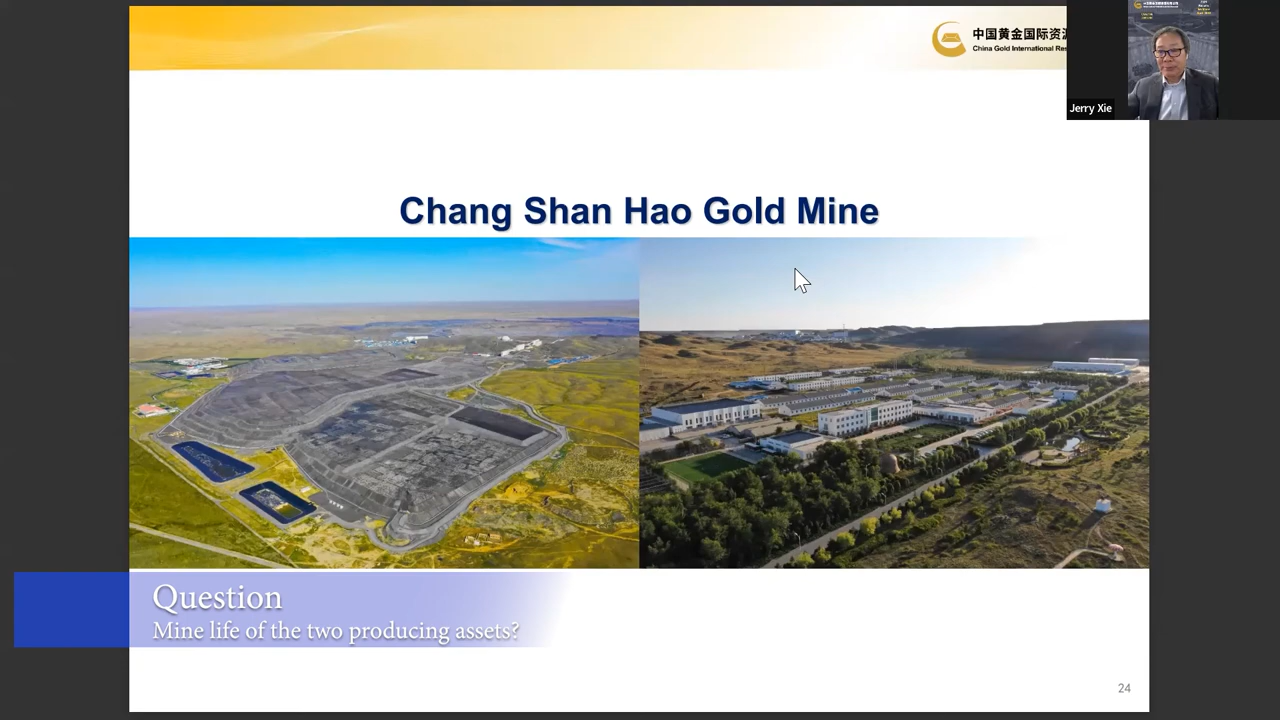 中国黄金国际资源
China Gold International Res
Jerry Xie
Chang Shan Hao Gold Mine
Question
Mine life of the two producing assets?
24